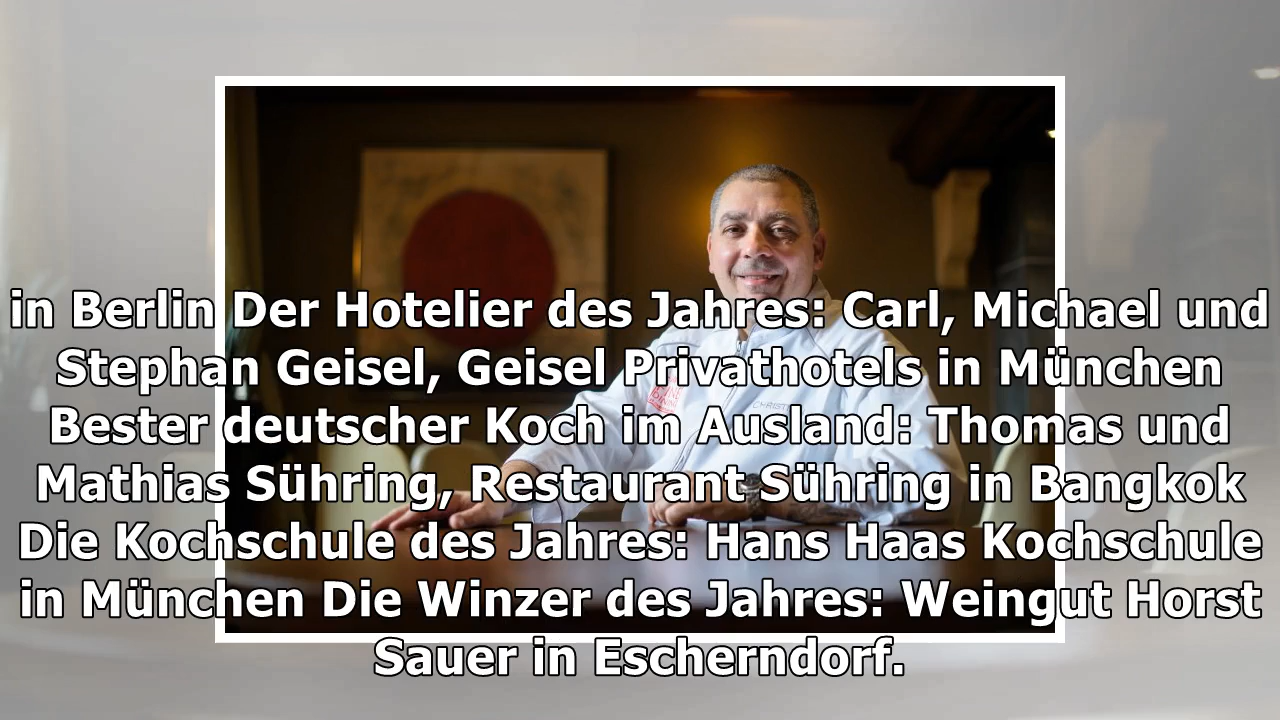 in Berlin Der Hotelier des Jahres: Carl, Michael und
Stephan Geisel, Geisel Privathotels in München
Bester deutscher Koch im Ausland: Thomas und
Mathias Sühring, Restaurant Sühring in Bangkok
Die Kochschule des Jahres: Hans Haas Kochschule
in München Die Winzer des Jahres: Weingut Horst
Sauer in Escherndorf.